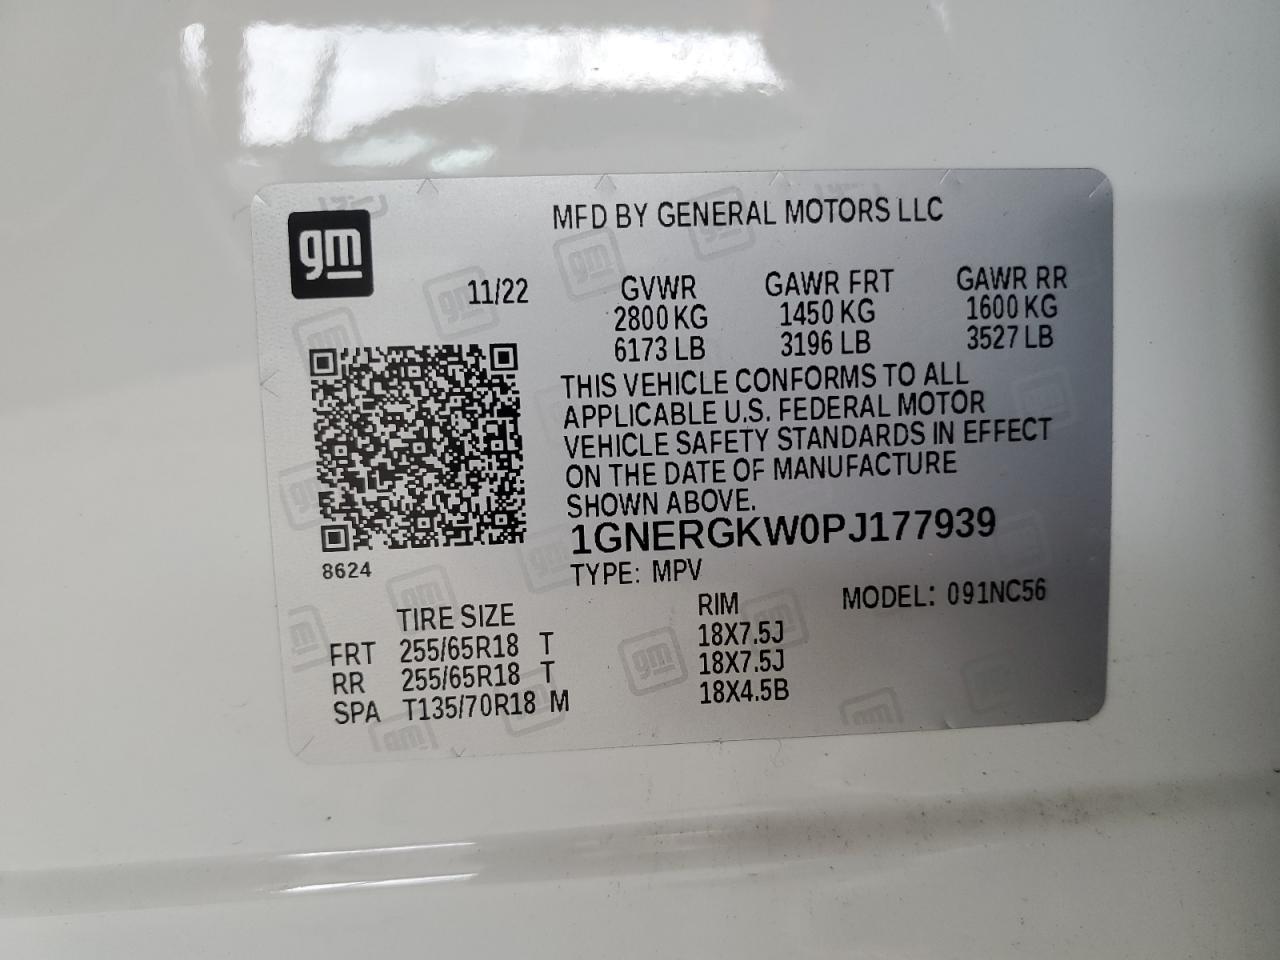 gm
MFD BY GENERAL MOTORS LLC
11/22
GVWR GAWR FRT GAWR RR
2800 KG 1450 KG 1600 KG
6173 LB 3196 LB 3527 LB
THIS VEHICLE CONFORMS TO ALL
APPLICABLE U.S. FEDERAL MOTOR
VEHICLE SAFETY STANDARDS IN EFFECT
ON THE DATE OF MANUFACTURE
SHOWN ABOVE.
1GNERGKW0PJ177939
8624
TYPE: MPV
MODEL: 091NC56
TIRE SIZE RIM
FRT 255/65R18 T 18X7.5J
RR 255/65R18 T 18X7.5J
SPA T135/70R18 M 18X4.5B